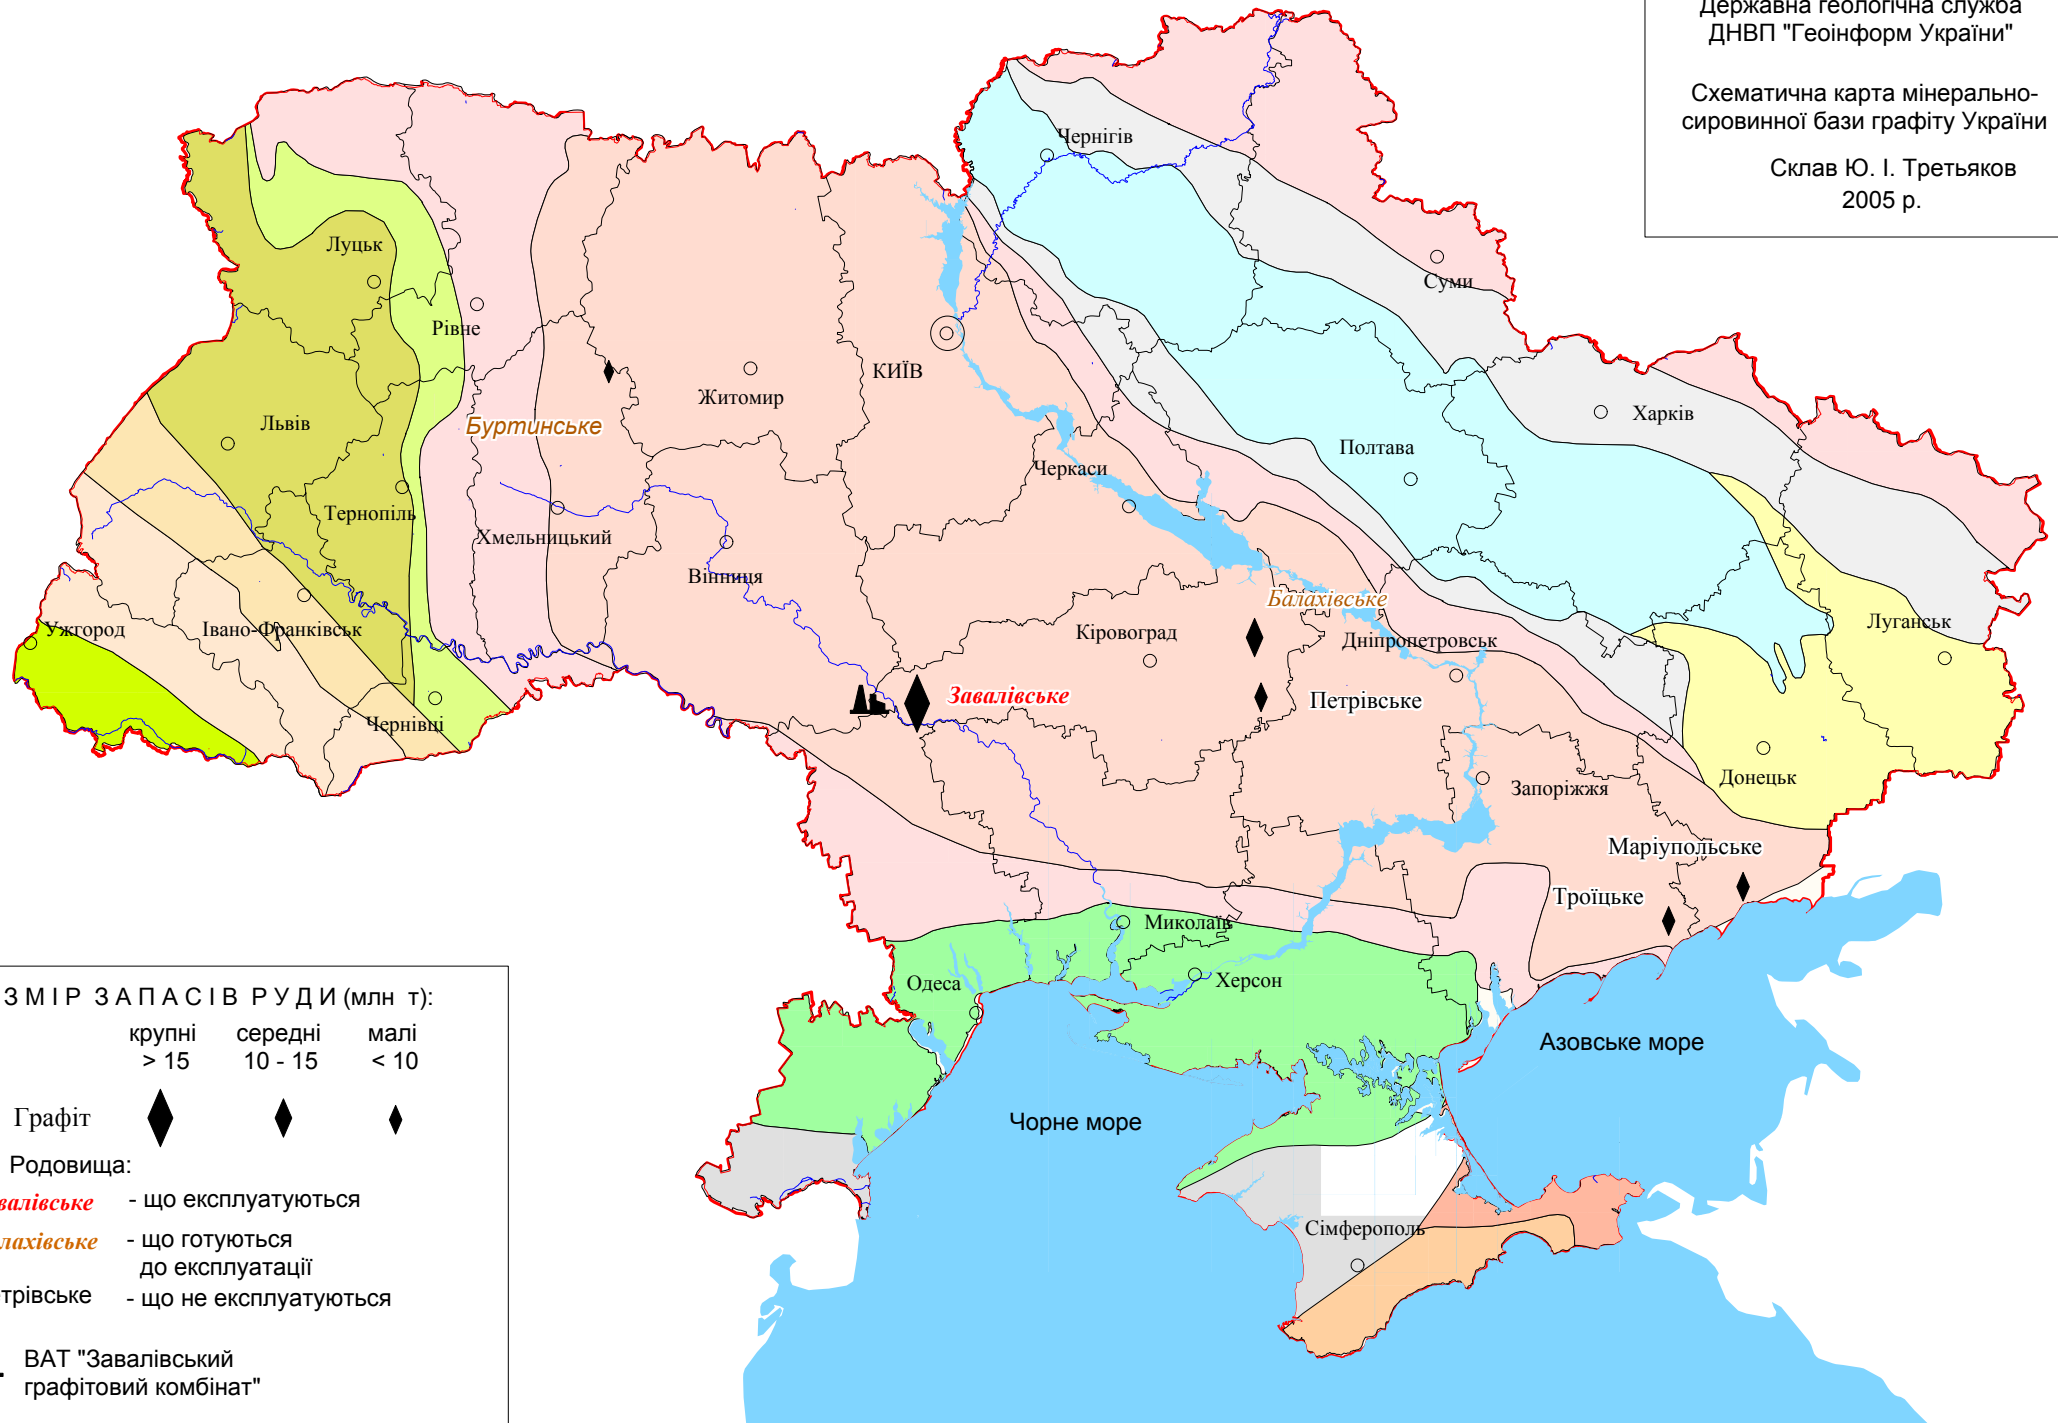 Державна геологічна служба
ДНВП "Геоінформ України"
Схематична карта мінерально-
сировинної бази графіту України
Склав Ю. І. Третьяков
2005 р.
Чернігів
Луцьк
Суми
Рівне
КИЇВ
Житомир
Харків
Львів
Буртинське
Полтава
Черкаси
Тернопіль
Хмельницький
Вінниця
Балахівське
Ужгород
Івано-Франківськ
Кіровоград
Дніпропетровськ
Луганськ
Завалівське
Петрівське
Чернівці
Донецьк
Запоріжжя
Маріупольське
Троїцьке
Миколаїв
Одеса
Херсон
Азовське море
Чорне море
Сімферополь
З М І Р З А П А С І В Р У Д И (млн т):
крупні середні малі
> 15 10 - 15 < 10
Графіт
Родовища:
валівське - що експлуатуються
лахівське - що готуються
до експлуатації
трівське - що не експлуатуються
ВАТ "Завалівський
графітовий комбінат"